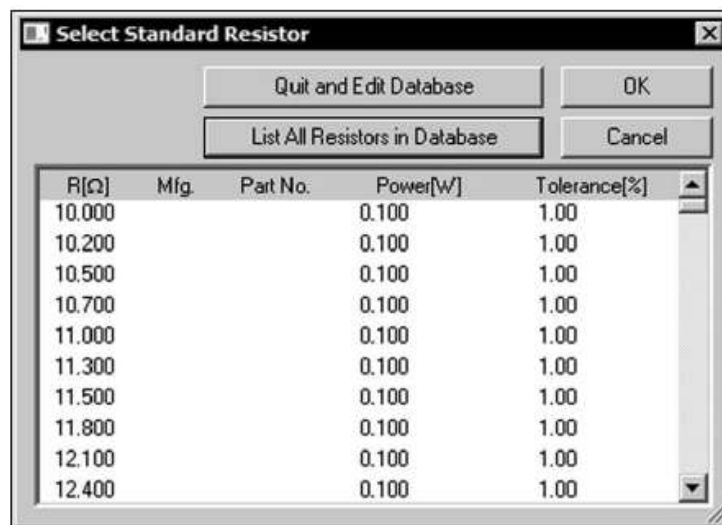 Select Standard Resistor
Quit and Edit Database OK
List All Resistors in Database Cancel
R[Ω] Mfg. Part No. Power[W] Tolerance[%]
10.000 0.100 1.00
10.200 0.100 1.00
10.500 0.100 1.00
10.700 0.100 1.00
11.000 0.100 1.00
11.300 0.100 1.00
11.500 0.100 1.00
11.800 0.100 1.00
12.100 0.100 1.00
12.400 0.100 1.00